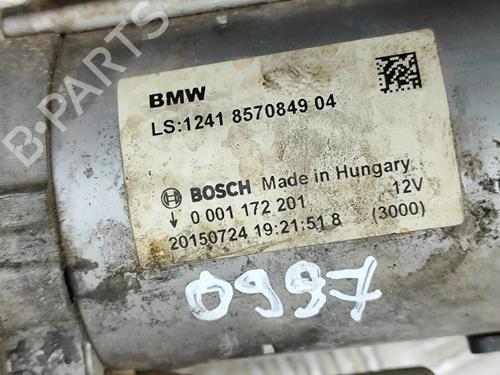 BMW
LS:1241 8570849 04
BOSCH Made in Hungary
↓ 0 001 172 201 12V
20150724 19:21:51 8 (3000)
0997
B-PARTS